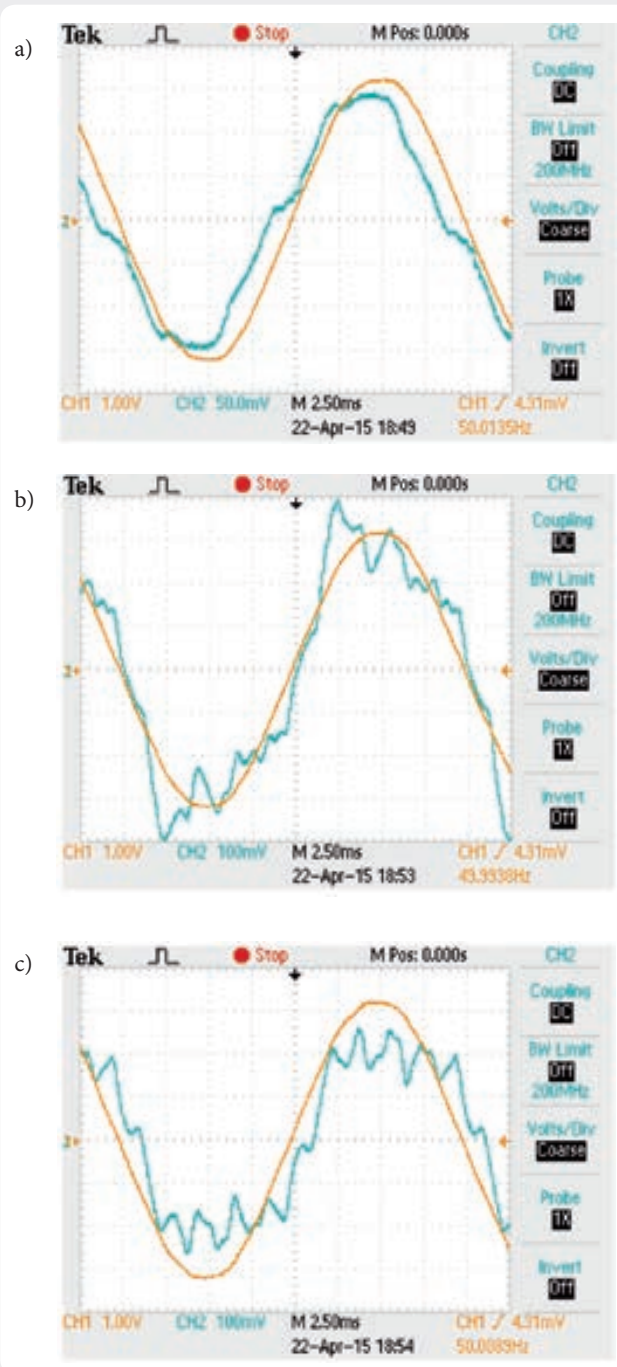 a)
Tek Stop M Pos: 0.000s CH2
Coupling
DC
BW Limit
Off
200MHz
Volts/Div
Coarse
Probe
1X
Invert
Off
2
CH1 1.00V CH2 50.0mV M 2.50ms CH1 / 4.31mV
22-Apr-15 18:49 50.0135Hz
b)
Tek Stop M Pos: 0.000s CH2
Coupling
DC
BW Limit
Off
200MHz
Volts/Div
Coarse
Probe
1X
Invert
Off
2
CH1 1.00V CH2 100mV M 2.50ms CH1 / 4.31mV
22-Apr-15 18:53 49.9938Hz
c)
Tek Stop M Pos: 0.000s CH2
Coupling
DC
BW Limit
Off
200MHz
Volts/Div
Coarse
Probe
1X
Invert
Off
2
CH1 1.00V CH2 100mV M 2.50ms CH1 / 4.31mV
22-Apr-15 18:54 50.0089Hz